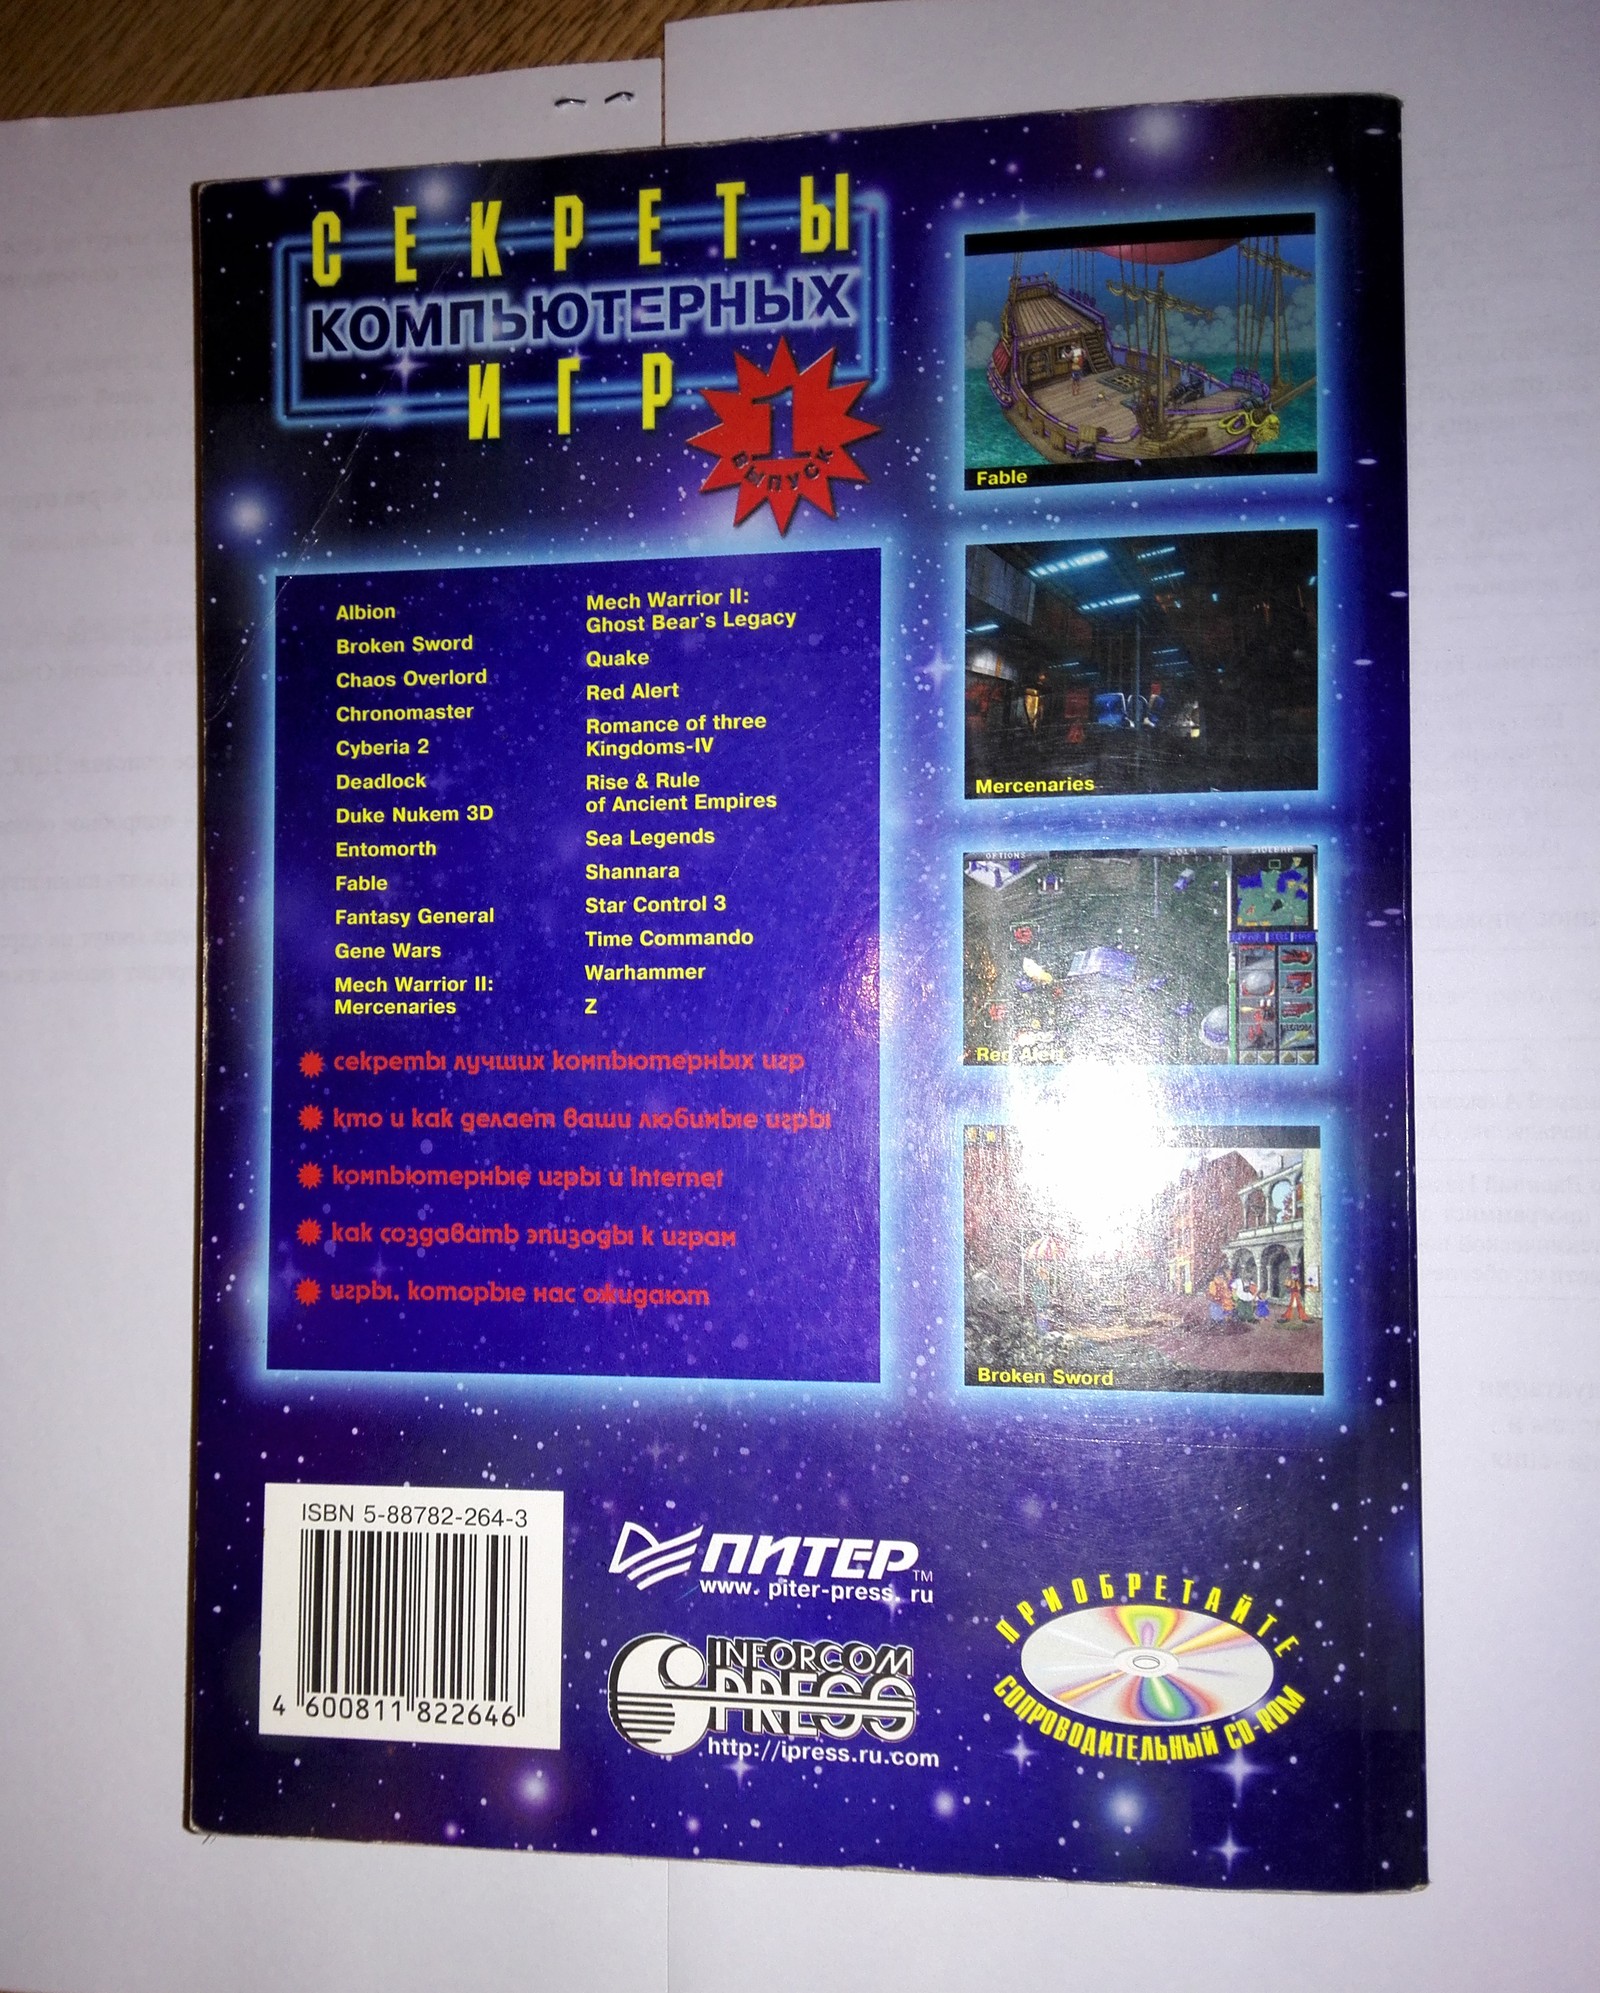 СЕКРЕТЫ
КОМПЬЮТЕРНЫХ
ИГР
1
ВЫПУСК
Albion
Broken Sword
Chaos Overlord
Chronomaster
Cyberia 2
Deadlock
Duke Nukem 3D
Entomorth
Fable
Fantasy General
Gene Wars
Mech Warrior II:
Mercenaries
Mech Warrior II:
Ghost Bear's Legacy
Quake
Red Alert
Romance of three
Kingdoms-IV
Rise & Rule
of Ancient Empires
Sea Legends
Shannara
Star Control 3
Time Commando
Warhammer
Z
секреты лучших компьютерных игр
кто и как делает ваши любимые игры
компьютерные игры и Internet
как создавать эпизоды к играм
игры, которые нас ожидают
Fable
Mercenaries
OPTIONS
SIDEBAR
Red Alert
Broken Sword
ISBN 5-88782-264-3
4 600811 822646
ПИТЕР TM
www. piter-press. ru
INFORCOM
PRESS
http://ipress.ru.com
ПРИОБРЕТАЙТЕ
СОПРОВОДИТЕЛЬНЫЙ CD-ROM